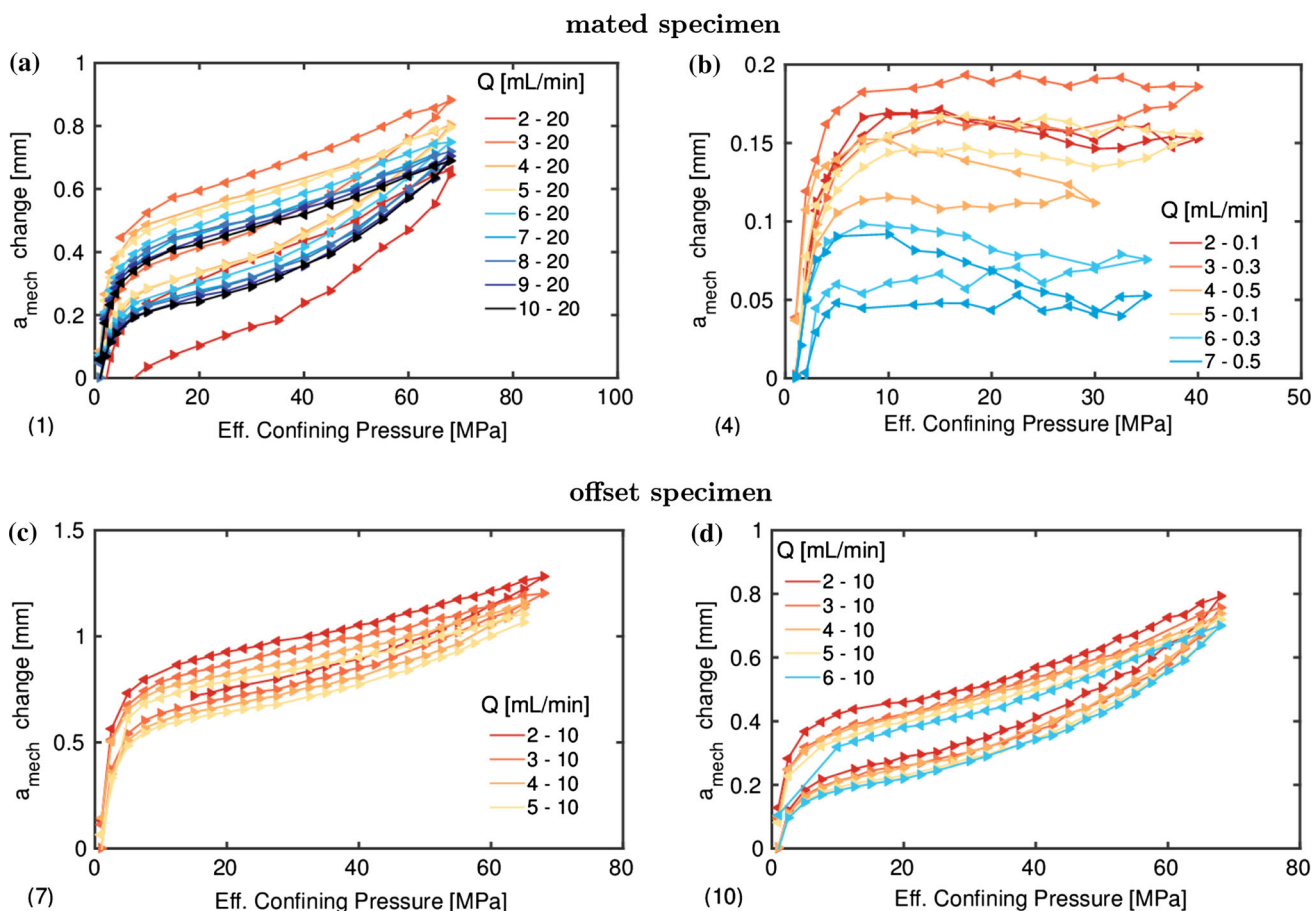 mated specimen
(a)
1
0.8
0.6
0.4
0.2
0
0 20 40 60 80 100
a_mech change [mm]
Eff. Confining Pressure [MPa]
(1)
Q [mL/min]
2 - 20
3 - 20
4 - 20
5 - 20
6 - 20
7 - 20
8 - 20
9 - 20
10 - 20
(b)
0.2
0.15
0.1
0.05
0
0 10 20 30 40 50
a_mech change [mm]
Eff. Confining Pressure [MPa]
(4)
Q [mL/min]
2 - 0.1
3 - 0.3
4 - 0.5
5 - 0.1
6 - 0.3
7 - 0.5
offset specimen
(c)
1.5
1
0.5
0
0 20 40 60 80
a_mech change [mm]
Eff. Confining Pressure [MPa]
(7)
Q [mL/min]
2 - 10
3 - 10
4 - 10
5 - 10
(d)
1
0.8
0.6
0.4
0.2
0
0 20 40 60 80
a_mech change [mm]
Eff. Confining Pressure [MPa]
(10)
Q [mL/min]
2 - 10
3 - 10
4 - 10
5 - 10
6 - 10